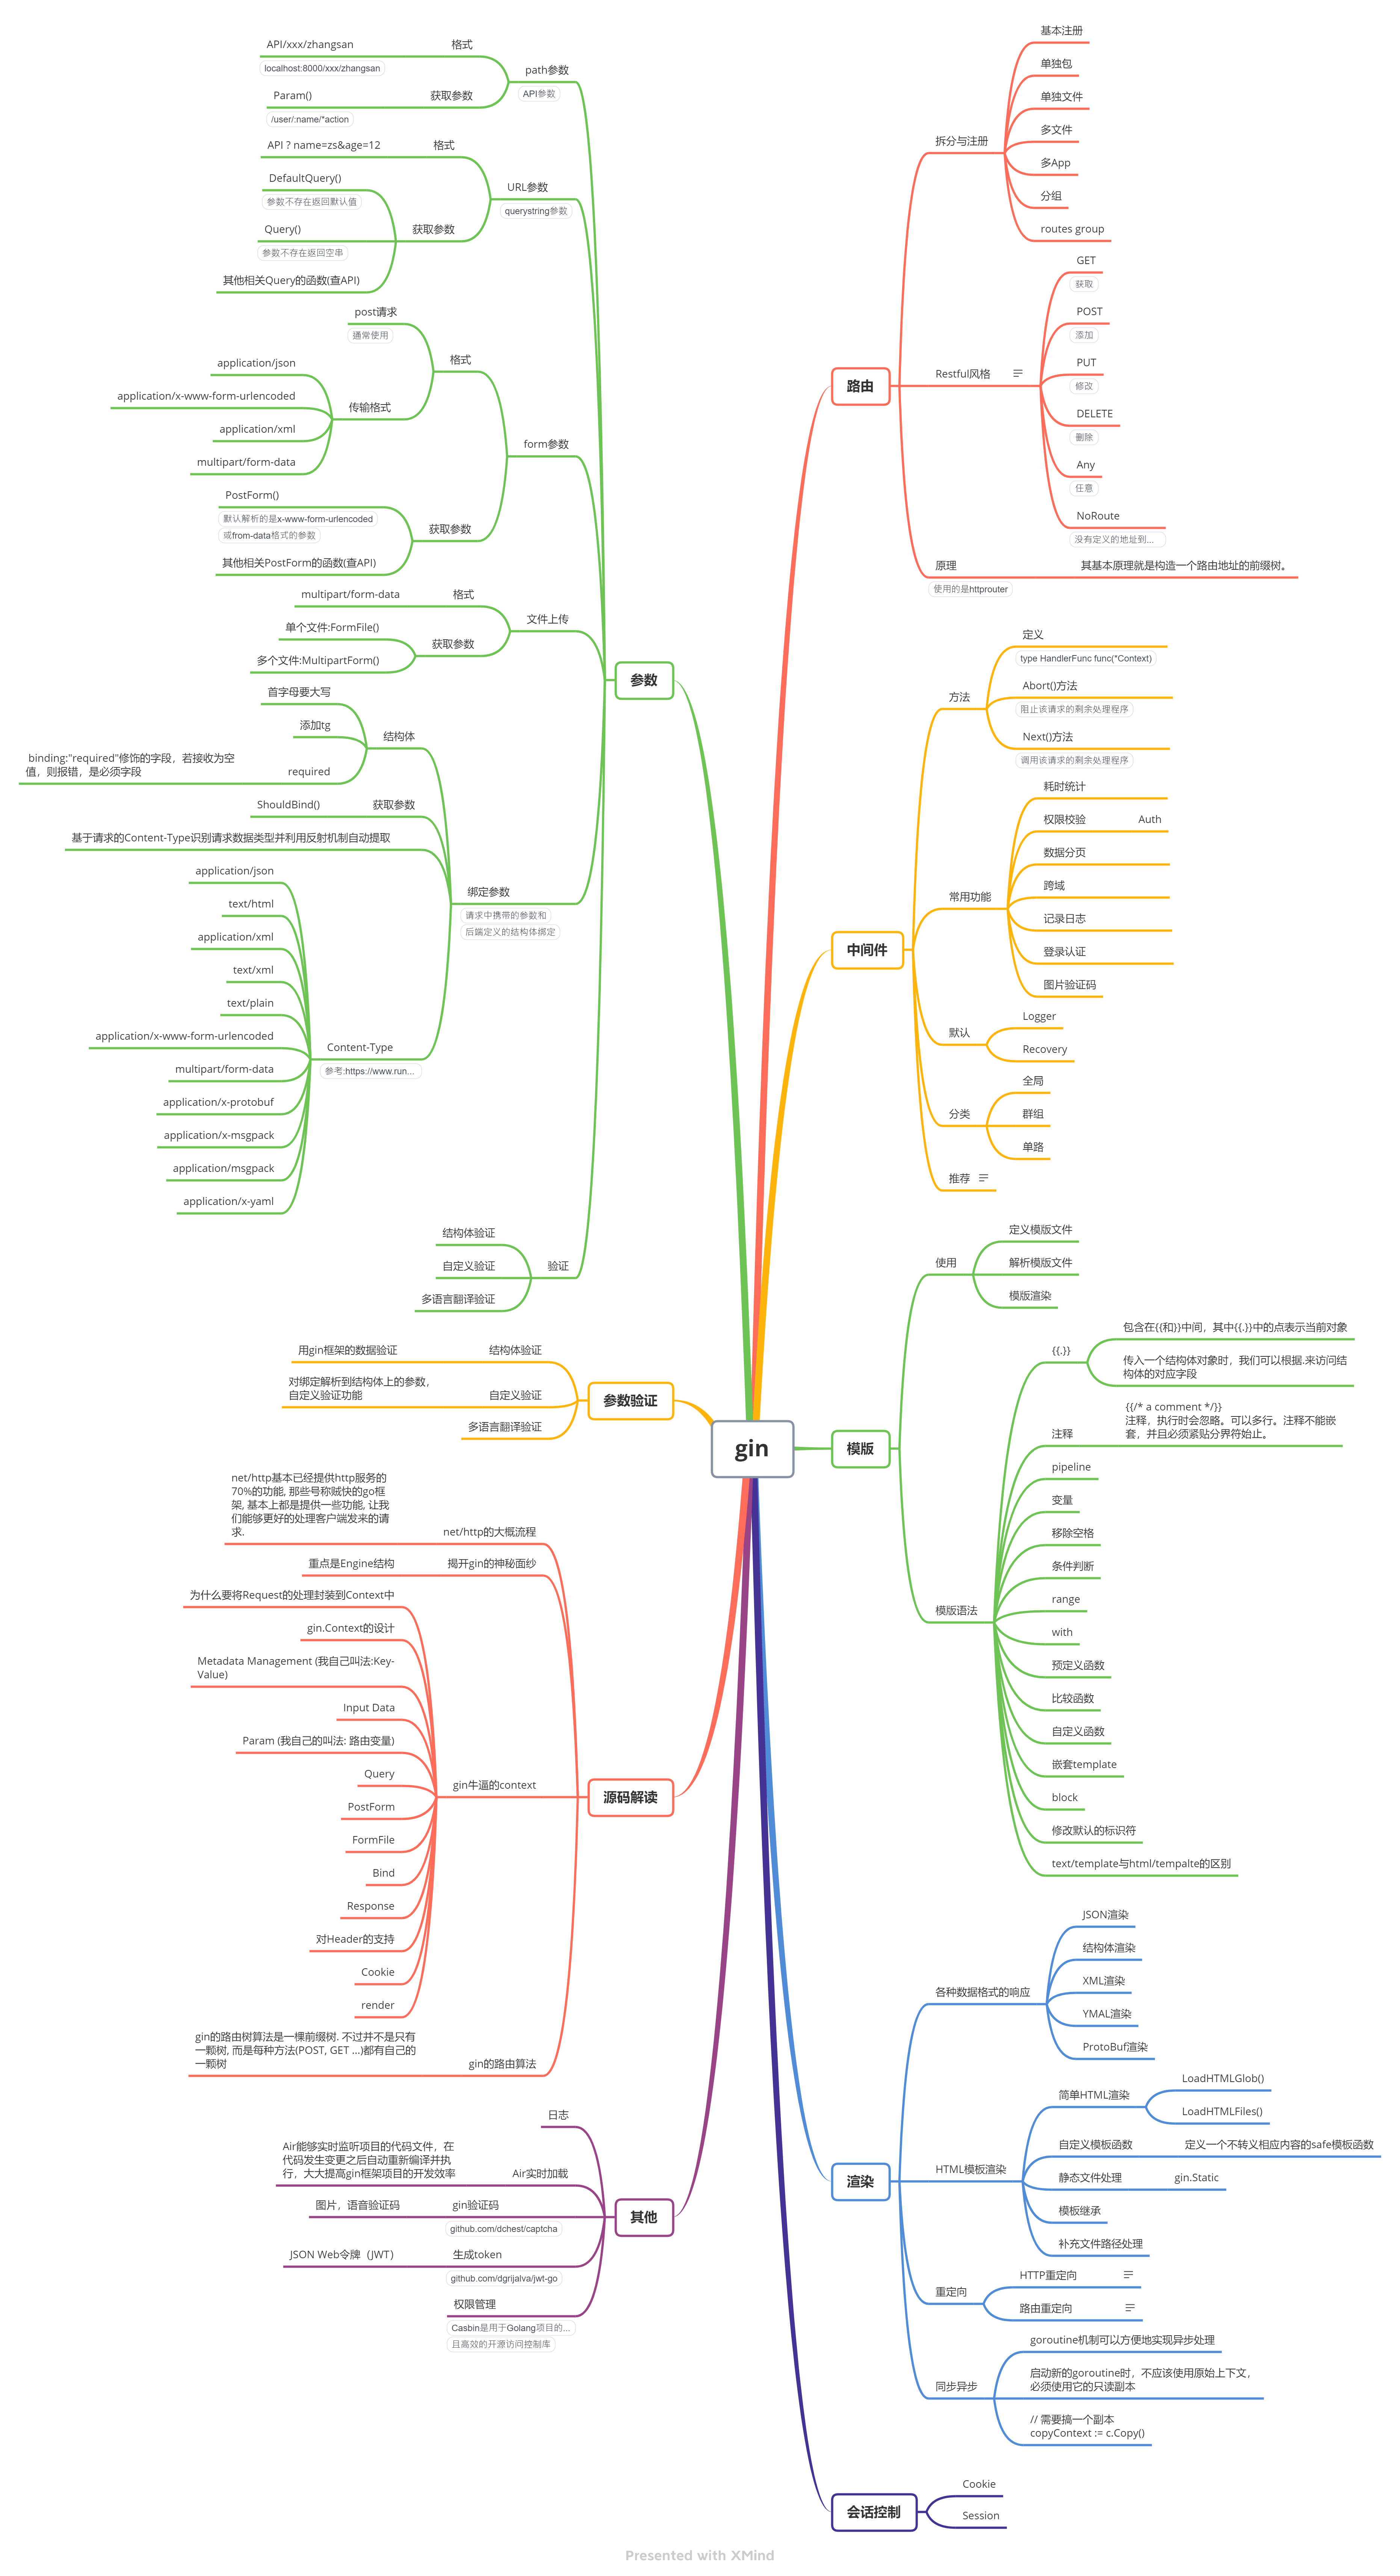 gin
路由
拆分与注册
基本注册
单独包
单独文件
多文件
多App
分组
routes group
Restful风格
GET
获取
POST
添加
PUT
修改
DELETE
删除
Any
任意
NoRoute
没有定义的地址到...
原理
使用的是httprouter
其基本原理就是构造一个路由地址的前缀树。
中间件
方法
定义
type HandlerFunc func(*Context)
Abort()方法
阻止该请求的剩余处理程序
Next()方法
调用该请求的剩余处理程序
常用功能
耗时统计
权限校验
Auth
数据分页
跨域
记录日志
登录认证
图片验证码
默认
Logger
Recovery
分类
全局
群组
单路
推荐
模版
使用
定义模版文件
解析模版文件
模版渲染
模版语法
{{.}}
包含在{{和}}中间，其中{{.}}中的点表示当前对象
传入一个结构体对象时，我们可以根据.来访问结
构体的对应字段
注释
{{/* a comment */}}
注释，执行时会忽略。可以多行。注释不能嵌
套，并且必须紧贴分界符始止。
pipeline
变量
移除空格
条件判断
range
with
预定义函数
比较函数
自定义函数
嵌套template
block
修改默认的标识符
text/template与html/tempalte的区别
渲染
各种数据格式的响应
JSON渲染
结构体渲染
XML渲染
YMAL渲染
ProtoBuf渲染
HTML模板渲染
简单HTML渲染
LoadHTMLGlob()
LoadHTMLFiles()
自定义模板函数
定义一个不转义相应内容的safe模板函数
静态文件处理
gin.Static
模板继承
补充文件路径处理
重定向
HTTP重定向
路由重定向
同步异步
goroutine机制可以方便地实现异步处理
启动新的goroutine时，不应该使用原始上下文，
必须使用它的只读副本
// 需要搞一个副本
copyContext := c.Copy()
会话控制
Cookie
Session
参数
path参数
API参数
格式
API/xxx/zhangsan
localhost:8000/xxx/zhangsan
获取参数
Param()
/user/:name/*action
URL参数
querystring参数
格式
API ? name=zs&age=12
获取参数
DefaultQuery()
参数不存在返回默认值
Query()
参数不存在返回空串
其他相关Query的函数(查API)
form参数
格式
post请求
通常使用
传输格式
application/json
application/x-www-form-urlencoded
application/xml
multipart/form-data
获取参数
PostForm()
默认解析的是x-www-form-urlencoded
或from-data格式的参数
其他相关PostForm的函数(查API)
文件上传
格式
multipart/form-data
获取参数
单个文件:FormFile()
多个文件:MultipartForm()
绑定参数
请求中携带的参数和
后端定义的结构体绑定
结构体
首字母要大写
添加tg
required
binding:"required"修饰的字段，若接收为空
值，则报错，是必须字段
获取参数
ShouldBind()
基于请求的Content-Type识别请求数据类型并利用反射机制自动提取
Content-Type
参考:https://www.run...
application/json
text/html
application/xml
text/xml
text/plain
application/x-www-form-urlencoded
multipart/form-data
application/x-protobuf
application/x-msgpack
application/msgpack
application/x-yaml
验证
结构体验证
自定义验证
多语言翻译验证
参数验证
结构体验证
用gin框架的数据验证
自定义验证
对绑定解析到结构体上的参数，
自定义验证功能
多语言翻译验证
源码解读
net/http的大概流程
net/http基本已经提供http服务的
70%的功能, 那些号称贼快的go框
架, 基本上都是提供一些功能, 让我
们能够更好的处理客户端发来的请
求.
揭开gin的神秘面纱
重点是Engine结构
gin牛逼的context
为什么要将Request的处理封装到Context中
gin.Context的设计
Metadata Management (我自己叫法:Key-
Value)
Input Data
Param (我自己的叫法: 路由变量)
Query
PostForm
FormFile
Bind
Response
对Header的支持
Cookie
render
gin的路由算法
gin的路由树算法是一棵前缀树. 不过并不是只有
一颗树, 而是每种方法(POST, GET ...)都有自己的
一颗树
其他
日志
Air实时加载
Air能够实时监听项目的代码文件，在
代码发生变更之后自动重新编译并执
行，大大提高gin框架项目的开发效率
gin验证码
github.com/dchest/captcha
图片，语音验证码
生成token
github.com/dgrijalva/jwt-go
JSON Web令牌（JWT）
权限管理
Casbin是用于Golang项目的...
且高效的开源访问控制库
Presented with XMind